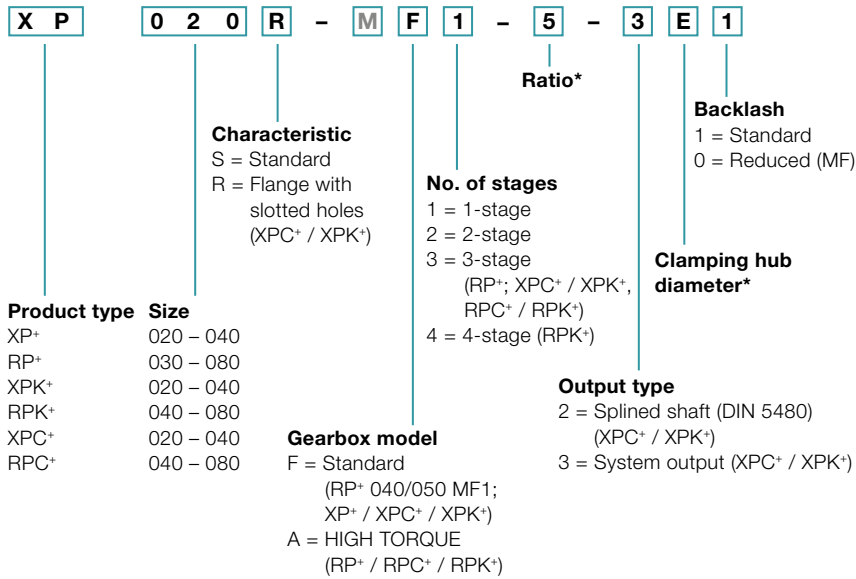 X P 0 2 0 R – M F 1 – 5 – 3 E 1
Ratio*
Backlash
1 = Standard
0 = Reduced (MF)
Characteristic
S = Standard
R = Flange with
slotted holes
(XPC⁺ / XPK⁺)
No. of stages
1 = 1-stage
2 = 2-stage
3 = 3-stage
(RP⁺; XPC⁺ / XPK⁺,
RPC⁺ / RPK⁺)
4 = 4-stage (RPK⁺)
Clamping hub
diameter*
Product type Size
XP⁺ 020 – 040
RP⁺ 030 – 080
XPK⁺ 020 – 040
RPK⁺ 040 – 080
XPC⁺ 020 – 040
RPC⁺ 040 – 080
Output type
2 = Splined shaft (DIN 5480)
(XPC⁺ / XPK⁺)
3 = System output (XPC⁺ / XPK⁺)
Gearbox model
F = Standard
(RP⁺ 040/050 MF1;
XP⁺ / XPC⁺ / XPK⁺)
A = HIGH TORQUE
(RP⁺ / RPC⁺ / RPK⁺)